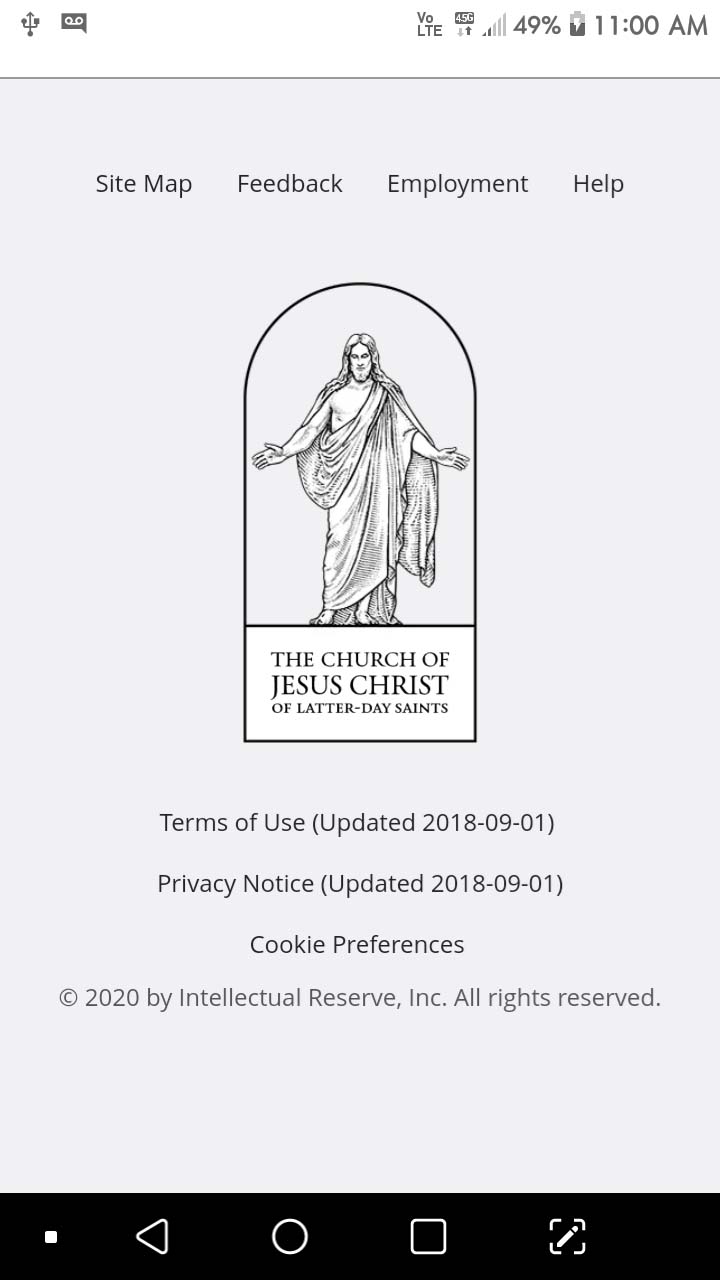 Vo LTE 4.5G 49% 11:00 AM
Site Map Feedback Employment Help
THE CHURCH OF
JESUS CHRIST
OF LATTER-DAY SAINTS
Terms of Use (Updated 2018-09-01)
Privacy Notice (Updated 2018-09-01)
Cookie Preferences
© 2020 by Intellectual Reserve, Inc. All rights reserved.